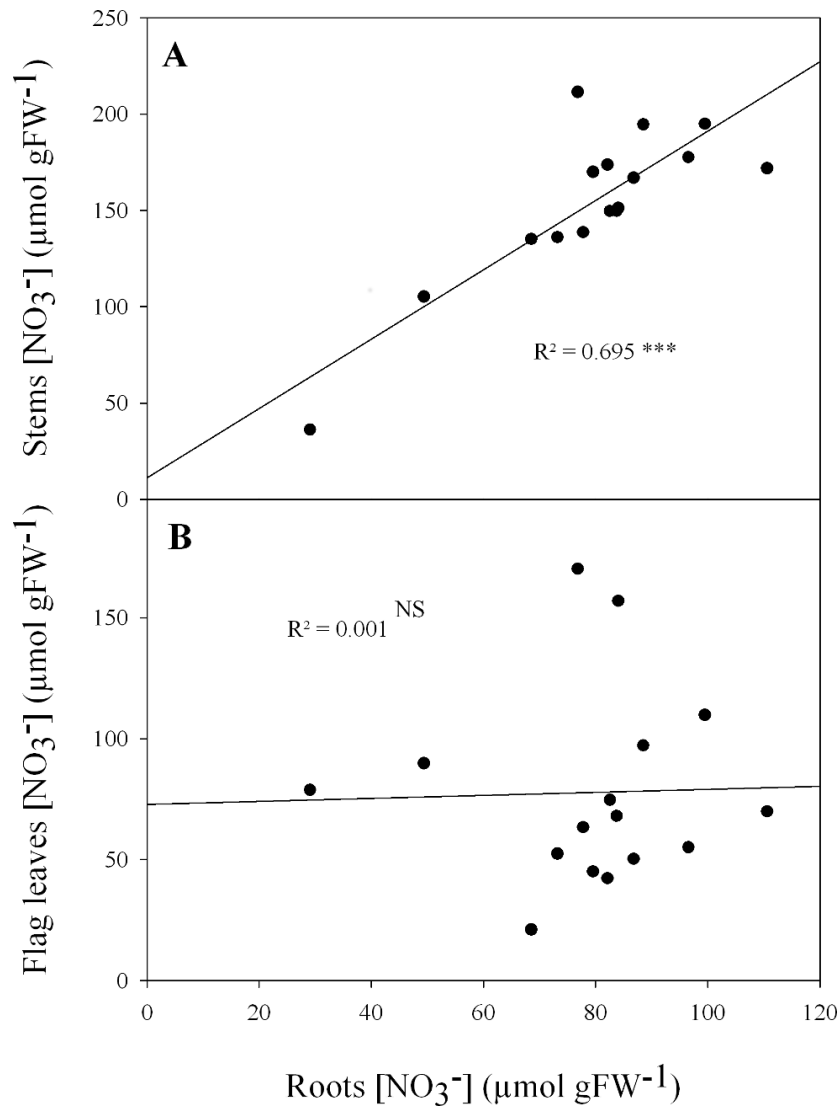 A
Stems [NO3-] (µmol gFW-1)
250
200
150
100
50
0
R² = 0.695 ***
B
Flag leaves [NO3-] (µmol gFW-1)
150
100
50
0
R² = 0.001 NS
0 20 40 60 80 100 120
Roots [NO3-] (µmol gFW-1)